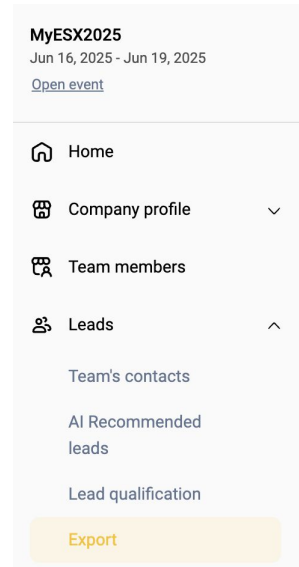 MyESX2025
Jun 16, 2025 - Jun 19, 2025
Open event
Home
Company profile
Team members
Leads
Team's contacts
AI Recommended
leads
Lead qualification
Export